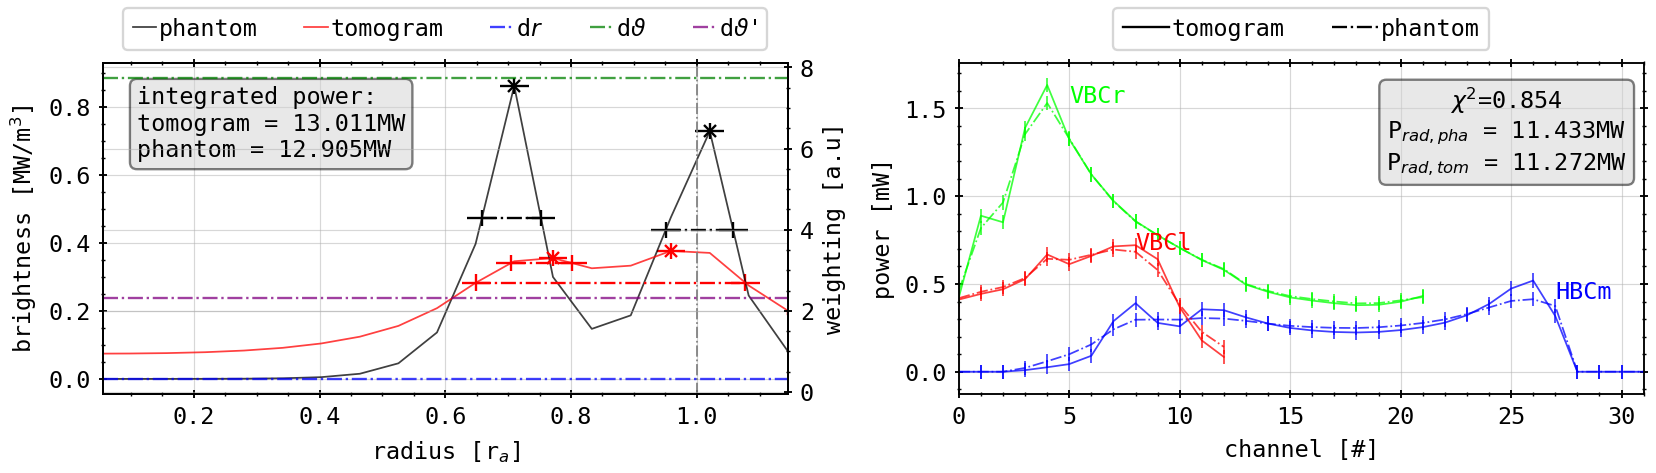 phantom tomogram dr dϑ dϑ'
integrated power:
tomogram = 13.011MW
phantom = 12.905MW
brightness [MW/m³]
0.0
0.2
0.4
0.6
0.8
0.2 0.4 0.6 0.8 1.0
radius [rₐ]
0
2
4
6
8
weighting [a.u]
tomogram phantom
χ²=0.854
P_rad,pha = 11.433MW
P_rad,tom = 11.272MW
VBCr
VBCl
HBCm
power [mW]
0.0
0.5
1.0
1.5
0 5 10 15 20 25 30
channel [#]